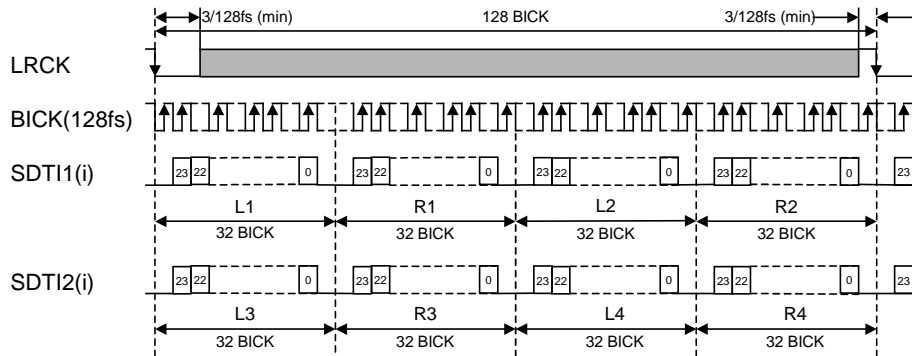 3/128fs (min) 128 BICK 3/128fs (min)
LRCK
BICK(128fs)
SDTI1(i) 23 22 0 23 22 0 23 22 0 23 22 0 23
L1 R1 L2 R2
32 BICK 32 BICK 32 BICK 32 BICK
SDTI2(i) 23 22 0 23 22 0 23 22 0 23 22 0 23
L3 R3 L4 R4
32 BICK 32 BICK 32 BICK 32 BICK